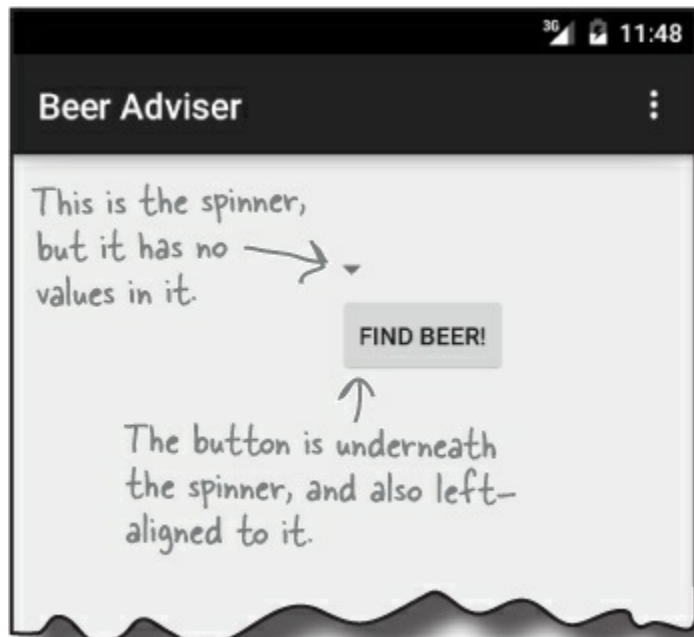 3G 11:48
Beer Adviser
This is the spinner,
but it has no
values in it.
FIND BEER!
The button is underneath
the spinner, and also left-
aligned to it.